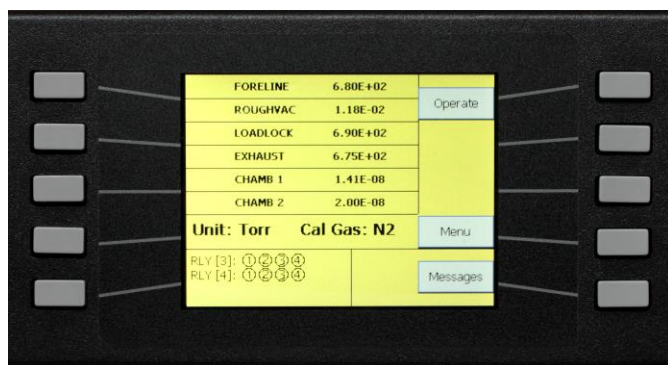 FORELINE 6.80E+02
ROUGHVAC 1.18E-02
LOADLOCK 6.90E+02
EXHAUST 6.75E+02
CHAMB 1 1.41E-08
CHAMB 2 2.00E-08
Unit: Torr Cal Gas: N2
RLY [3]: ①②③④
RLY [4]: ①②③④
Operate
Menu
Messages